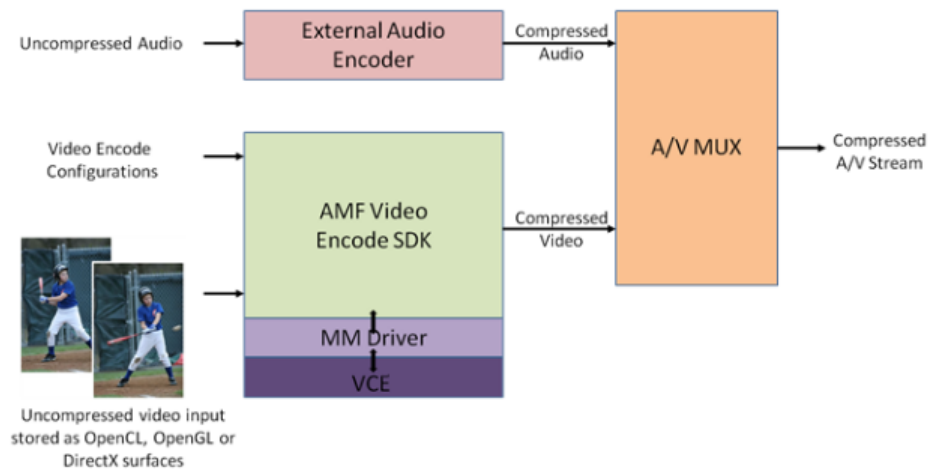 Uncompressed Audio
External Audio
Encoder
Compressed
Audio
Video Encode
Configurations
AMF Video
Encode SDK
Compressed
Video
A/V MUX
Compressed
A/V Stream
MM Driver
VCE
Uncompressed video input
stored as OpenCL, OpenGL or
DirectX surfaces